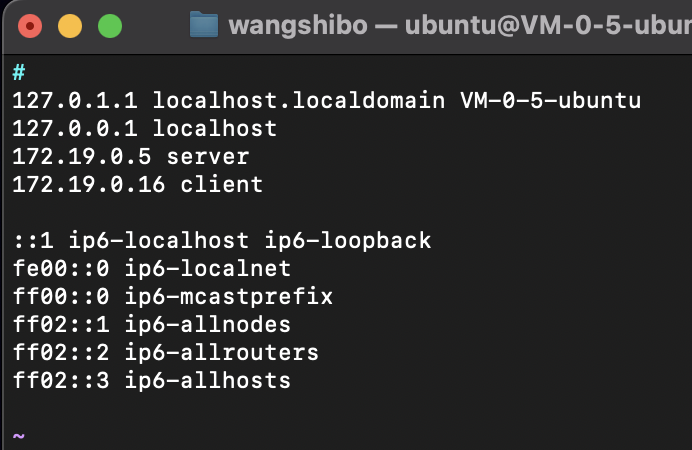 wangshibo — ubuntu@VM-0-5-ubun
#
127.0.1.1 localhost.localdomain VM-0-5-ubuntu
127.0.0.1 localhost
172.19.0.5 server
172.19.0.16 client
::1 ip6-localhost ip6-loopback
fe00::0 ip6-localnet
ff00::0 ip6-mcastprefix
ff02::1 ip6-allnodes
ff02::2 ip6-allrouters
ff02::3 ip6-allhosts
~